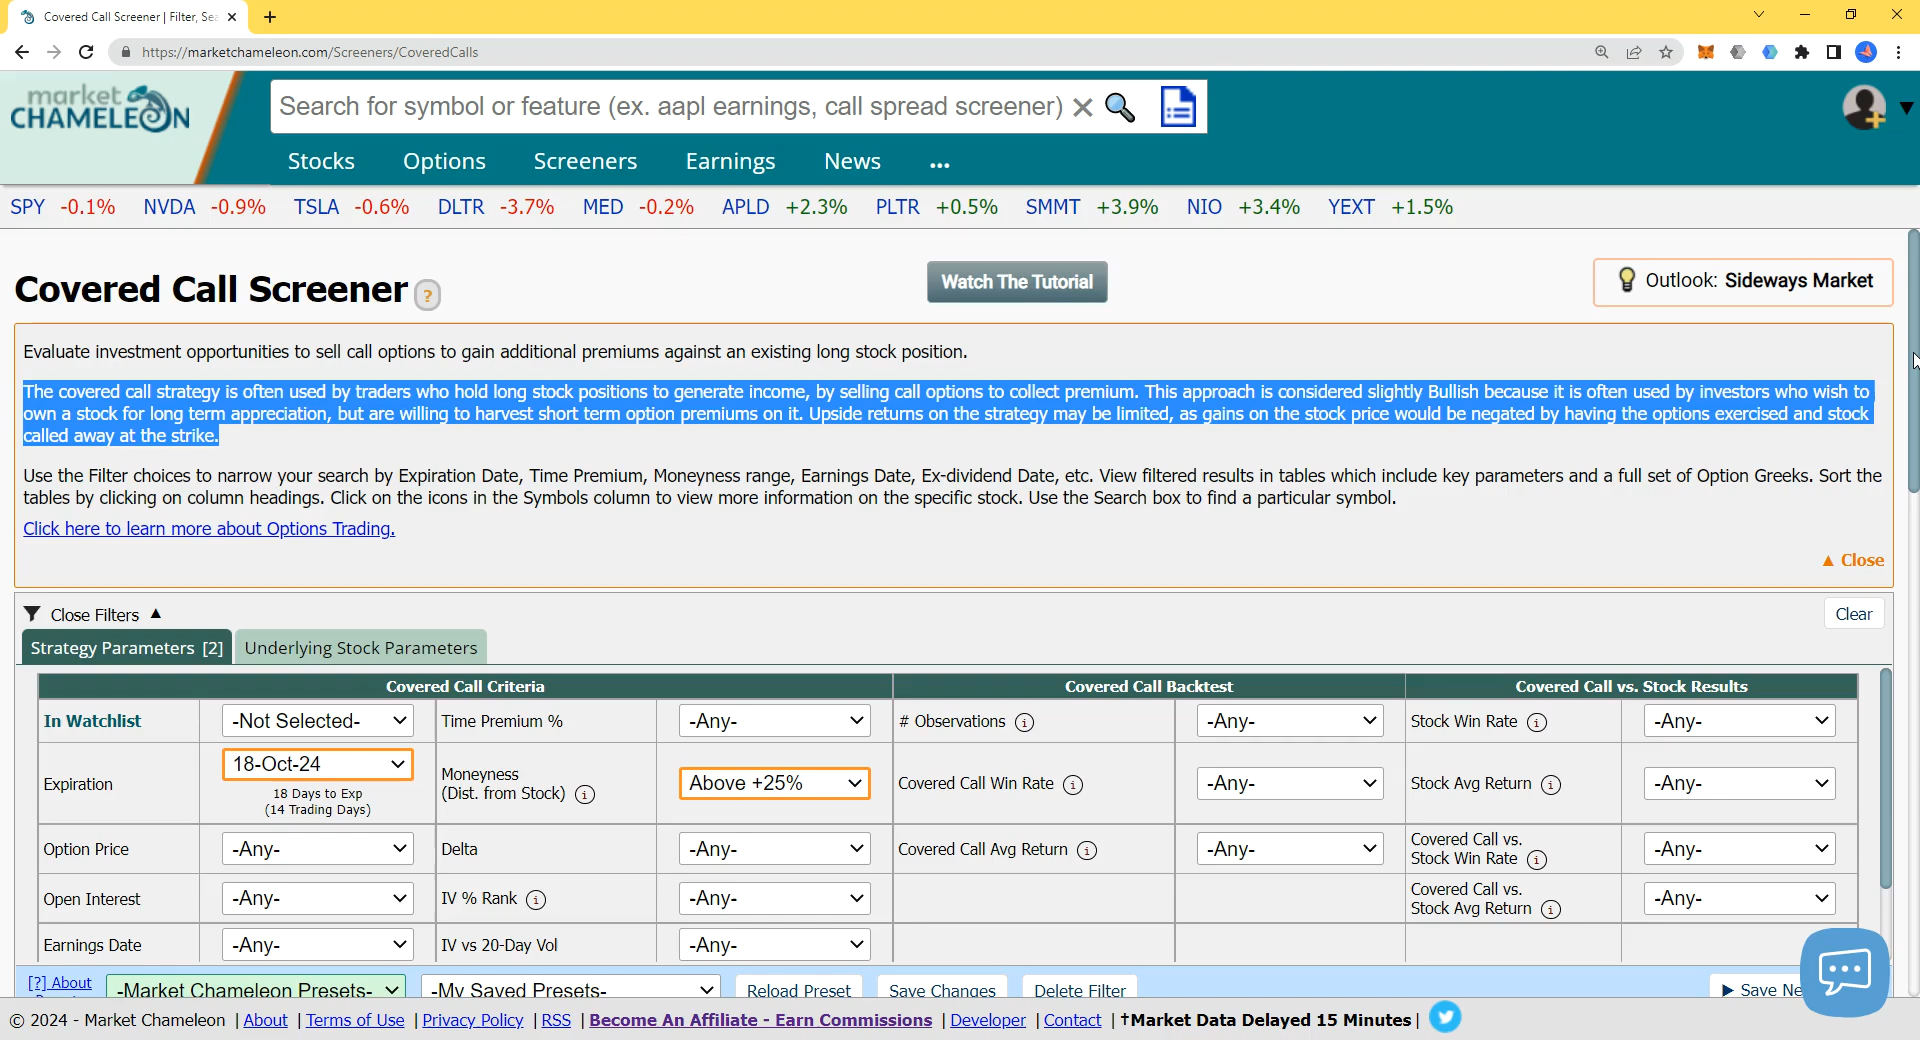 Covered Call Screener | Filter, Sea
https://marketchameleon.com/Screeners/CoveredCalls
market
CHAMELEON
Search for symbol or feature (ex. aapl earnings, call spread screener)
Stocks Options Screeners Earnings News ...
SPY -0.1% NVDA -0.9% TSLA -0.6% DLTR -3.7% MED -0.2% APLD +2.3% PLTR +0.5% SMMT +3.9% NIO +3.4% YEXT +1.5%
Covered Call Screener ?
Watch The Tutorial
Outlook: Sideways Market
Evaluate investment opportunities to sell call options to gain additional premiums against an existing long stock position.
The covered call strategy is often used by traders who hold long stock positions to generate income, by selling call options to collect premium. This approach is considered slightly Bullish because it is often used by investors who wish to
own a stock for long term appreciation, but are willing to harvest short term option premiums on it. Upside returns on the strategy may be limited, as gains on the stock price would be negated by having the options exercised and stock
called away at the strike.
Use the Filter choices to narrow your search by Expiration Date, Time Premium, Moneyness range, Earnings Date, Ex-dividend Date, etc. View filtered results in tables which include key parameters and a full set of Option Greeks. Sort the
tables by clicking on column headings. Click on the icons in the Symbols column to view more information on the specific stock. Use the Search box to find a particular symbol.
Click here to learn more about Options Trading.
▲ Close
Close Filters ▲
Clear
Strategy Parameters [2] Underlying Stock Parameters
Covered Call Criteria Covered Call Backtest Covered Call vs. Stock Results
In Watchlist -Not Selected- Time Premium % -Any- # Observations i -Any- Stock Win Rate i -Any-
Expiration 18-Oct-24
18 Days to Exp
(14 Trading Days)
Moneyness
(Dist. from Stock) i
Above +25%
Covered Call Win Rate i -Any- Stock Avg Return i -Any-
Option Price -Any- Delta -Any- Covered Call Avg Return i -Any-
Covered Call vs.
Stock Win Rate i
-Any-
Open Interest -Any- IV % Rank i -Any-
Covered Call vs.
Stock Avg Return i
-Any-
Earnings Date -Any- IV vs 20-Day Vol -Any-
[?] About -Market Chameleon Presets- -My Saved Presets- Reload Preset Save Changes Delete Filter ▶ Save Ne
© 2024 - Market Chameleon | About | Terms of Use | Privacy Policy | RSS | Become An Affiliate - Earn Commissions | Developer | Contact | †Market Data Delayed 15 Minutes |